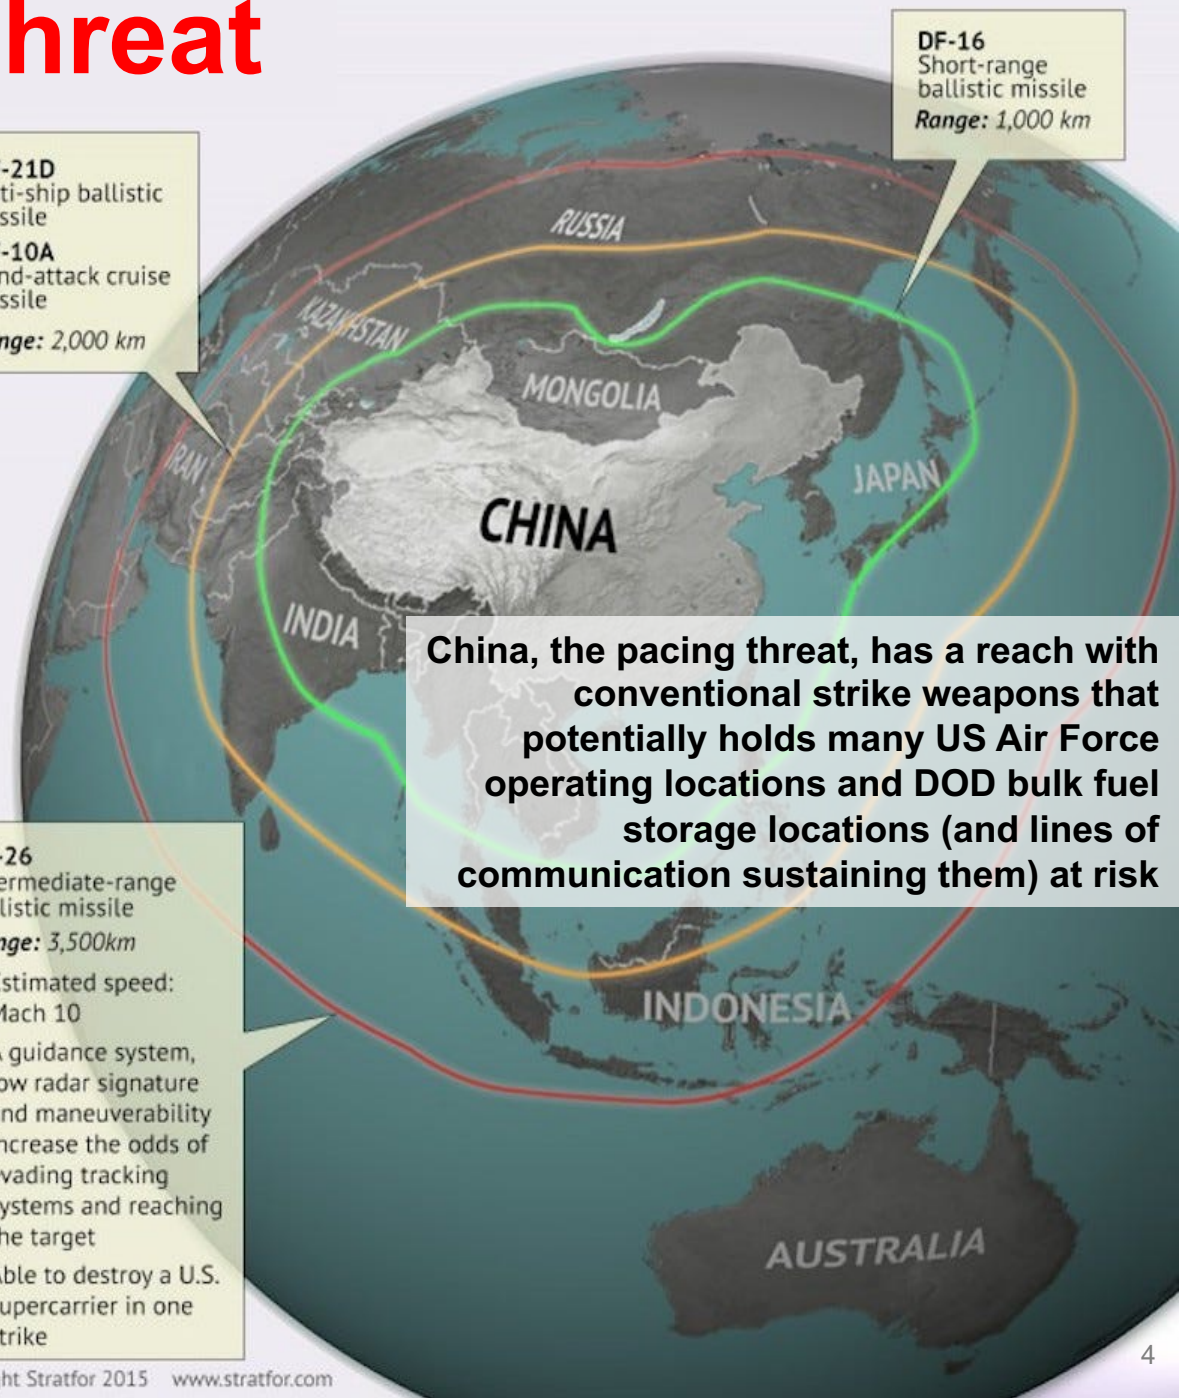 hreat
DF-16
Short-range
ballistic missile
Range: 1,000 km
-21D
ti-ship ballistic
ssile
-10A
nd-attack cruise
ssile
nge: 2,000 km
RUSSIA
KAZAKHSTAN
MONGOLIA
IRAN
JAPAN
CHINA
INDIA
China, the pacing threat, has a reach with
conventional strike weapons that
potentially holds many US Air Force
operating locations and DOD bulk fuel
storage locations (and lines of
communication sustaining them) at risk
-26
ermediate-range
listic missile
nge: 3,500km
stimated speed:
Mach 10
A guidance system,
ow radar signature
nd maneuverability
ncrease the odds of
vading tracking
ystems and reaching
he target
Able to destroy a U.S.
upercarrier in one
trike
INDONESIA
AUSTRALIA
ht Stratfor 2015 www.stratfor.com
4